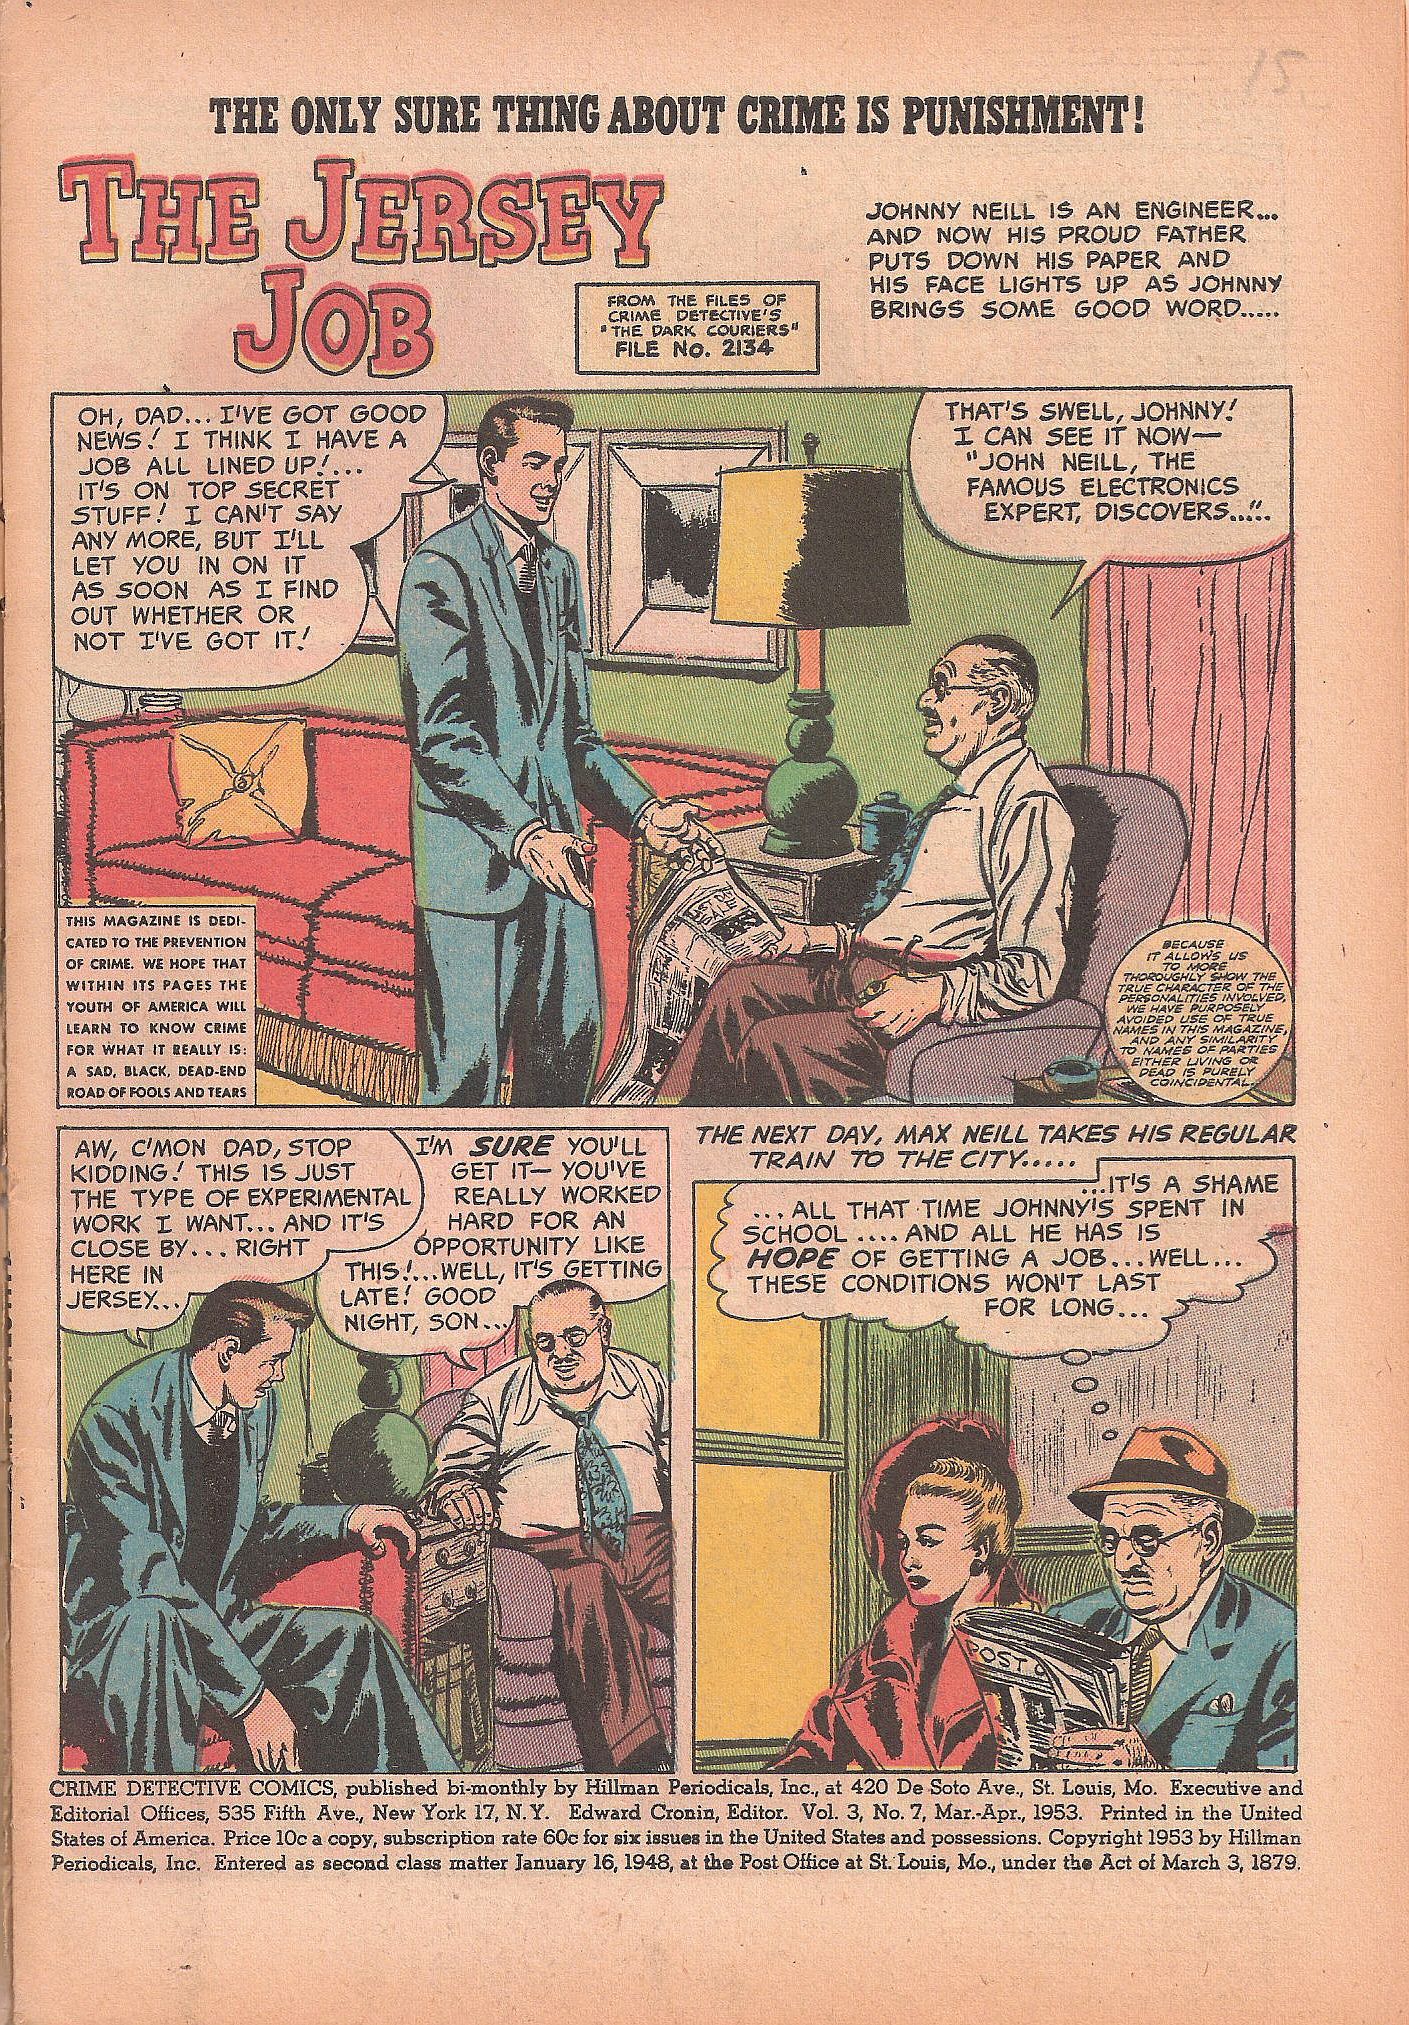 15
THE ONLY SURE THING ABOUT CRIME IS PUNISHMENT!
THE JERSEY
JOB
FROM THE FILES OF
CRIME DETECTIVE'S
"THE DARK COURIERS"
FILE NO. 2134
JOHNNY NEILL IS AN ENGINEER...
AND NOW HIS PROUD FATHER
PUTS DOWN HIS PAPER AND
HIS FACE LIGHTS UP AS JOHNNY
BRINGS SOME GOOD WORD.....
OH, DAD... I'VE GOT GOOD
NEWS! I THINK I HAVE A
JOB ALL LINED UP!...
IT'S ON TOP SECRET
STUFF! I CAN'T SAY
ANY MORE, BUT I'LL
LET YOU IN ON IT
AS SOON AS I FIND
OUT WHETHER OR
NOT I'VE GOT IT!
THAT'S SWELL, JOHNNY!
I CAN SEE IT NOW—
"JOHN NEILL, THE
FAMOUS ELECTRONICS
EXPERT, DISCOVERS....".
THIS MAGAZINE IS DEDI-
CATED TO THE PREVENTION
OF CRIME. WE HOPE THAT
WITHIN ITS PAGES THE
YOUTH OF AMERICA WILL
LEARN TO KNOW CRIME
FOR WHAT IT REALLY IS:
A SAD, BLACK, DEAD-END
ROAD OF FOOLS AND TEARS
BECAUSE
IT ALLOWS US
TO MORE
THOROUGHLY SHOW THE
TRUE CHARACTER OF THE
PERSONALITIES INVOLVED,
WE HAVE PURPOSELY
AVOIDED USE OF TRUE
NAMES IN THIS MAGAZINE,
AND ANY SIMILARITY
TO NAMES OF PARTIES
EITHER LIVING OR
DEAD IS PURELY
COINCIDENTAL.
AW, C'MON DAD, STOP
KIDDING! THIS IS JUST
THE TYPE OF EXPERIMENTAL
WORK I WANT... AND IT'S
CLOSE BY... RIGHT
HERE IN
JERSEY...
I'M SURE YOU'LL
GET IT— YOU'VE
REALLY WORKED
HARD FOR AN
OPPORTUNITY LIKE
THIS!...WELL, IT'S GETTING
LATE! GOOD
NIGHT, SON...
THE NEXT DAY, MAX NEILL TAKES HIS REGULAR
TRAIN TO THE CITY.....
...IT'S A SHAME
... ALL THAT TIME JOHNNY'S SPENT IN
SCHOOL .... AND ALL HE HAS IS
HOPE OF GETTING A JOB...WELL...
THESE CONDITIONS WON'T LAST
FOR LONG...
POST
1
CRIME DETECTIVE COMICS, published bi-monthly by Hillman Periodicals, Inc., at 420 De Soto Ave., St. Louis, Mo. Executive and
Editorial Offices, 535 Fifth Ave., New York 17, N.Y. Edward Cronin, Editor. Vol. 3, No. 7, Mar.-Apr., 1953. Printed in the United
States of America. Price 10c a copy, subscription rate 60c for six issues in the United States and possessions. Copyright 1953 by Hillman
Periodicals, Inc. Entered as second class matter January 16, 1948, at the Post Office at St. Louis, Mo., under the Act of March 3, 1879.